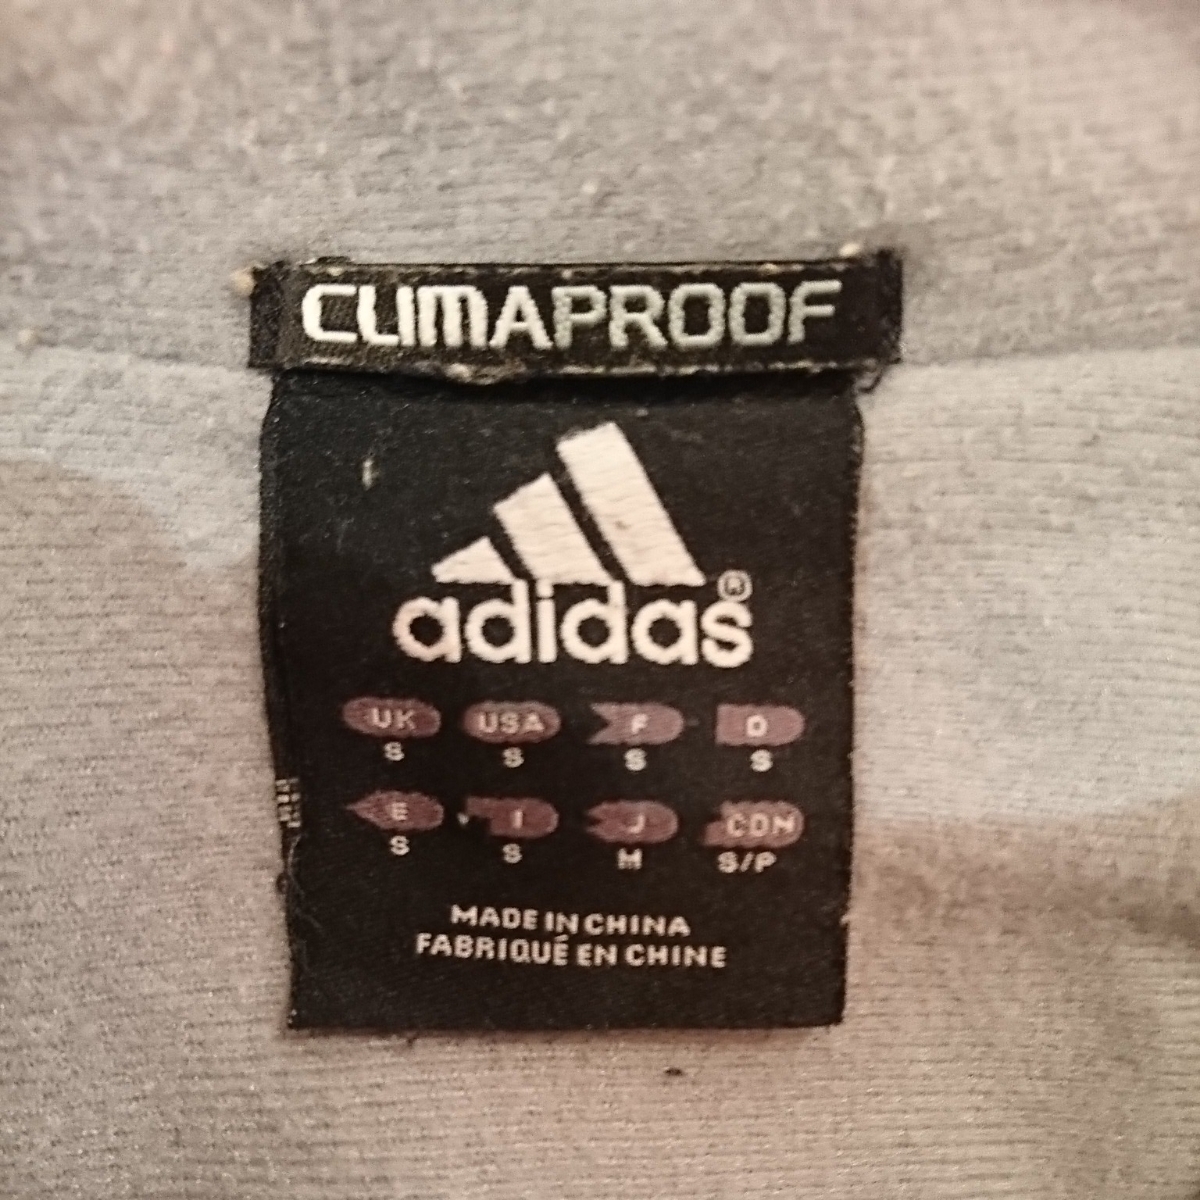 CLIMAPROOF
adidas®
UK USA F D
S S S S
E I J CDN
S S M S/P
MADE IN CHINA
FABRIQUÉ EN CHINE